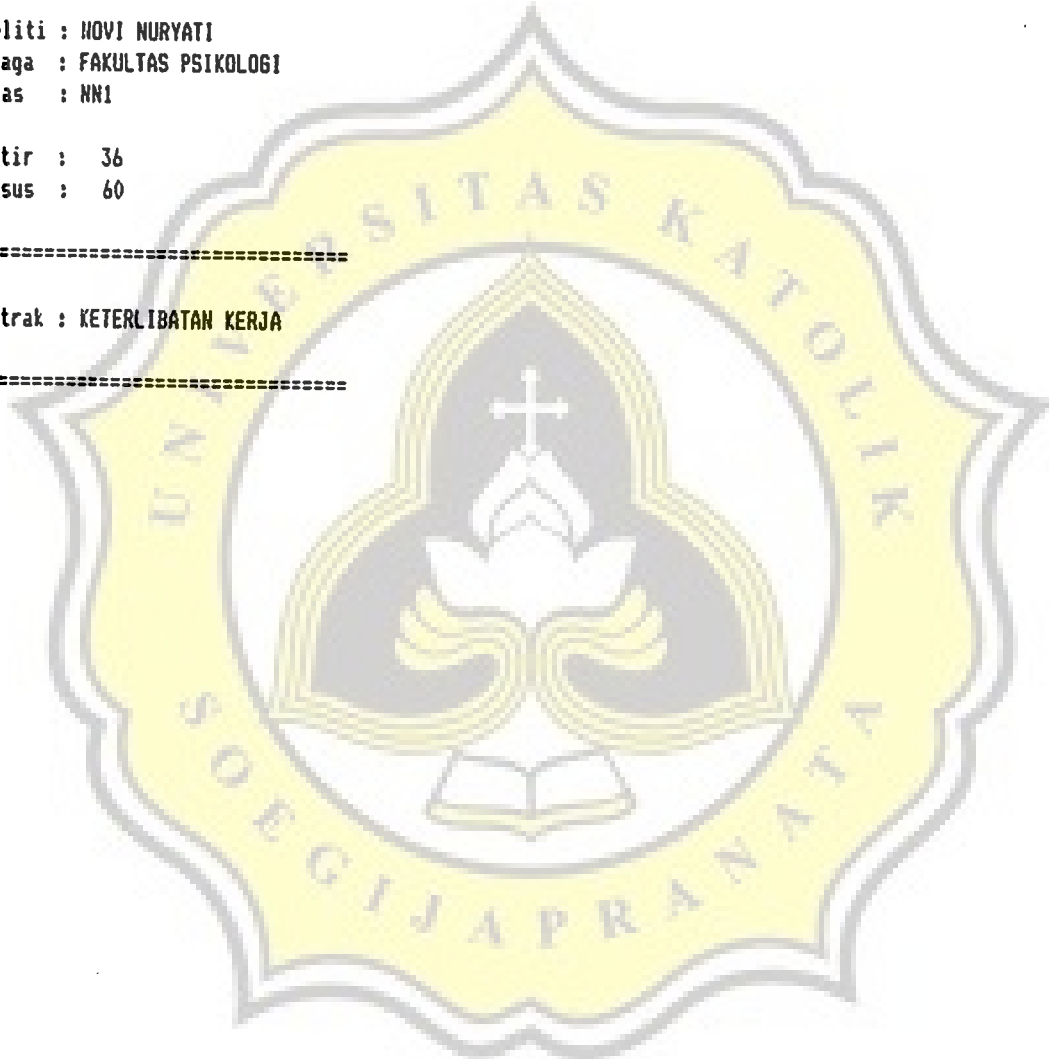 liti : NOVI NURYATI
aga : FAKULTAS PSIKOLOGI
as : NN1
tir : 36
sus : 60
==============================
trak : KETERLIBATAN KERJA
==============================
UNIVERSITAS KATOLIK
SOEGIJAPRANATA